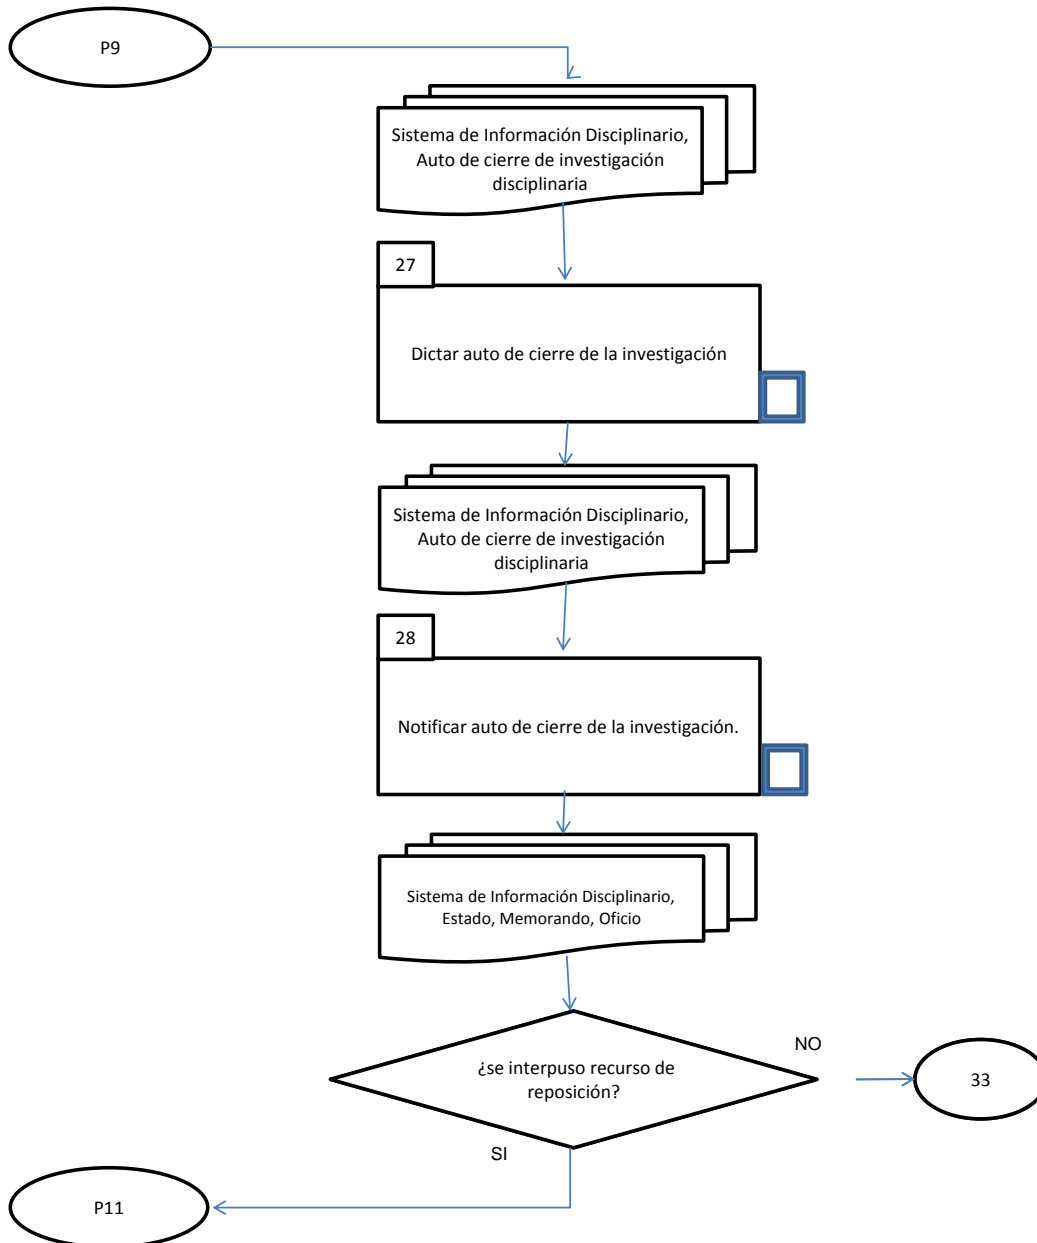 P9
Sistema de Información Disciplinario,
Auto de cierre de investigación
disciplinaria
27
Dictar auto de cierre de la investigación
Sistema de Información Disciplinario,
Auto de cierre de investigación
disciplinaria
28
Notificar auto de cierre de la investigación.
Sistema de Información Disciplinario,
Estado, Memorando, Oficio
¿se interpuso recurso de
reposición?
NO
33
SI
P11